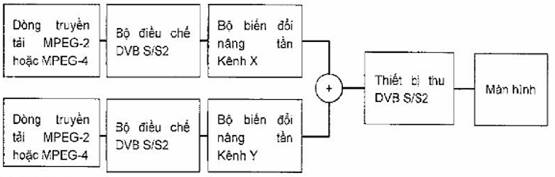 Dòng truyền
tải MPEG-2
hoặc MPEG-4
Bộ điều chế
DVB S/S2
Bộ biến đổi
nâng tần
Kênh X
+
Thiết bị thu
DVB S/S2
Màn hình
Dòng truyền
tải MPEG-2
hoặc MPEG-4
Bộ điều chế
DVB S/S2
Bộ biến đổi
nâng tần
Kênh Y